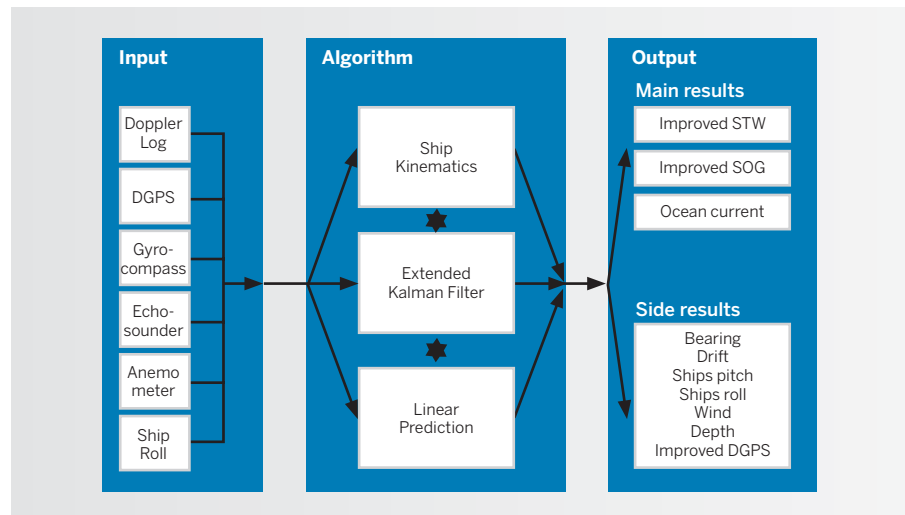 Input
Doppler
Log
DGPS
Gyro-
compass
Echo-
sounder
Anemo
meter
Ship
Roll
Algorithm
Ship
Kinematics
Extended
Kalman Filter
Linear
Prediction
Output
Main results
Improved STW
Improved SOG
Ocean current
Side results
Bearing
Drift
Ships pitch
Ships roll
Wind
Depth
Improved DGPS